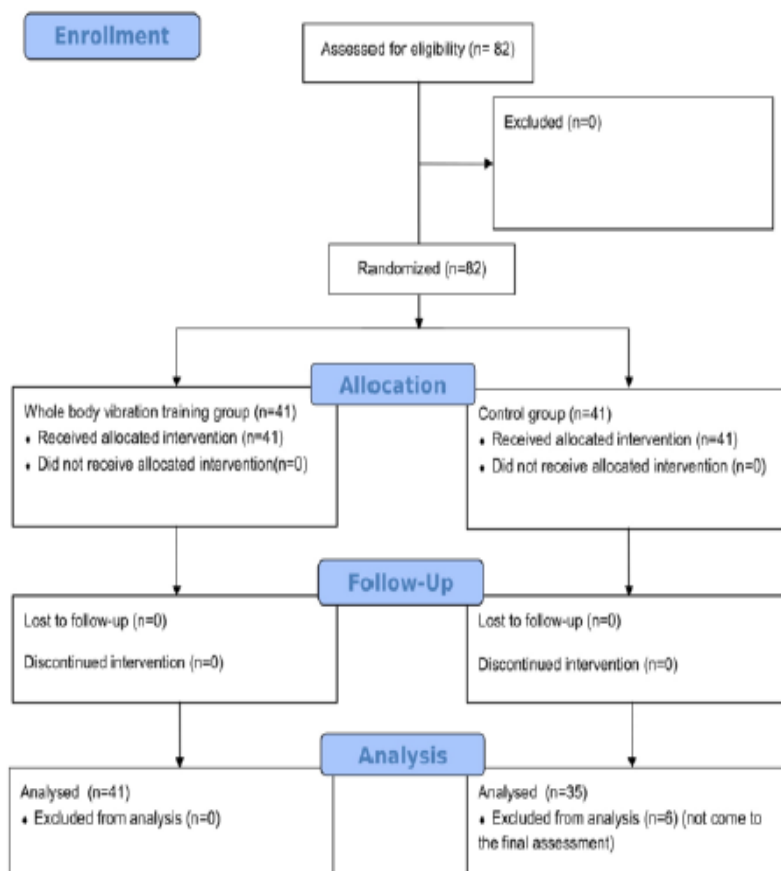 Enrollment
Assessed for eligibility (n= 82)
Excluded (n=0)
Randomized (n=82)
Allocation
Whole body vibration training group (n=41)
♦ Received allocated intervention (n=41)
♦ Did not receive allocated intervention(n=0)
Control group (n=41)
♦ Received allocated intervention (n=41)
♦ Did not receive allocated intervention (n=0)
Follow-Up
Lost to follow-up (n=0)
Discontinued intervention (n=0)
Lost to follow-up (n=0)
Discontinued intervention (n=0)
Analysis
Analysed (n=41)
♦ Excluded from analysis (n=0)
Analysed (n=35)
♦ Excluded from analysis (n=6) (not come to
the final assessment)